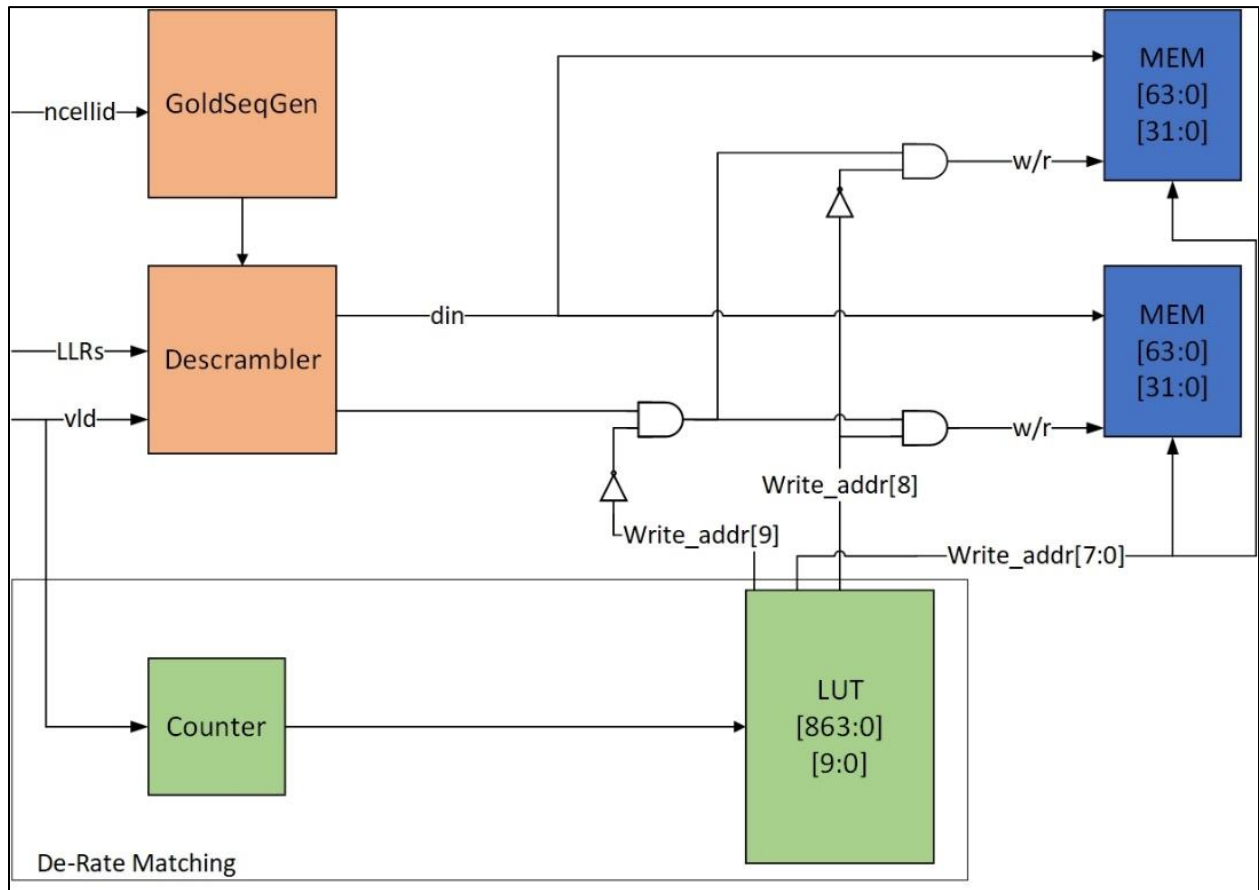 ncellid
GoldSeqGen
MEM
[63:0]
[31:0]
w/r
LLRs
vld
Descrambler
din
MEM
[63:0]
[31:0]
w/r
Write_addr[8]
Write_addr[9]
Write_addr[7:0]
Counter
LUT
[863:0]
[9:0]
De-Rate Matching